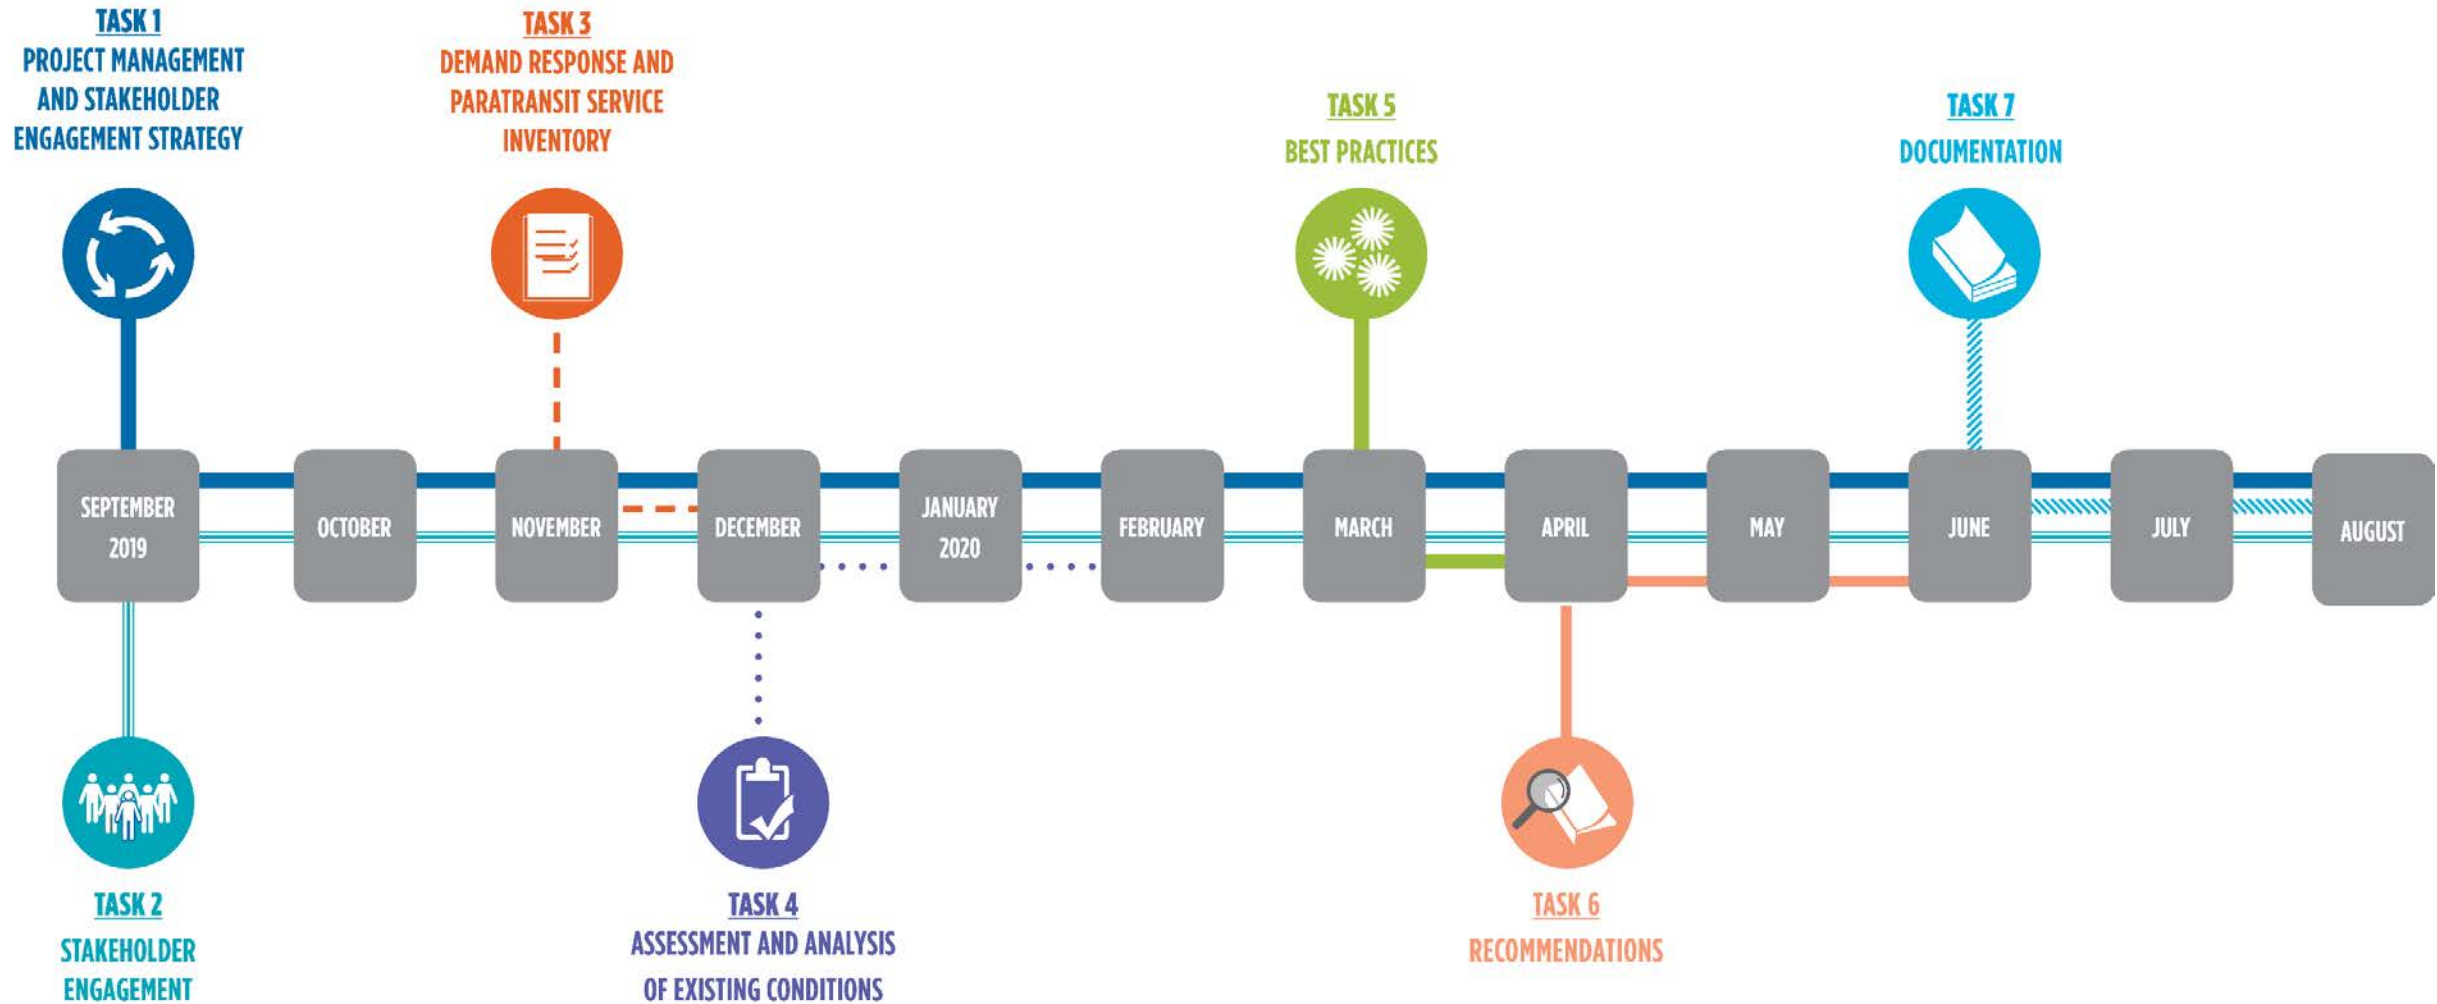 TASK 1
PROJECT MANAGEMENT
AND STAKEHOLDER
ENGAGEMENT STRATEGY
TASK 3
DEMAND RESPONSE AND
PARATRANSIT SERVICE
INVENTORY
TASK 5
BEST PRACTICES
TASK 7
DOCUMENTATION
SEPTEMBER
2019
OCTOBER
NOVEMBER
DECEMBER
JANUARY
2020
FEBRUARY
MARCH
APRIL
MAY
JUNE
JULY
AUGUST
TASK 2
STAKEHOLDER
ENGAGEMENT
TASK 4
ASSESSMENT AND ANALYSIS
OF EXISTING CONDITIONS
TASK 6
RECOMMENDATIONS